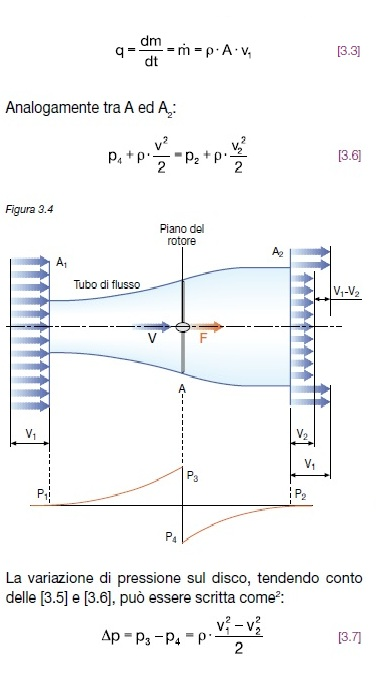 q = dm/dt = ṁ = ρ · A · v₁ [3.3]
Analogamente tra A ed A₂:
p₄ + ρ · v²/2 = p₂ + ρ · v₂²/2 [3.6]
Figura 3.4
Piano del
rotore
A₁
A₂
Tubo di flusso
V₁-V₂
V
F
A
V₁
V₂
V₁
P₁
P₃
P₂
P₄
La variazione di pressione sul disco, tendendo conto
delle [3.5] e [3.6], può essere scritta come²:
Δp = p₃ – p₄ = ρ · v₁² – v₂²/2 [3.7]